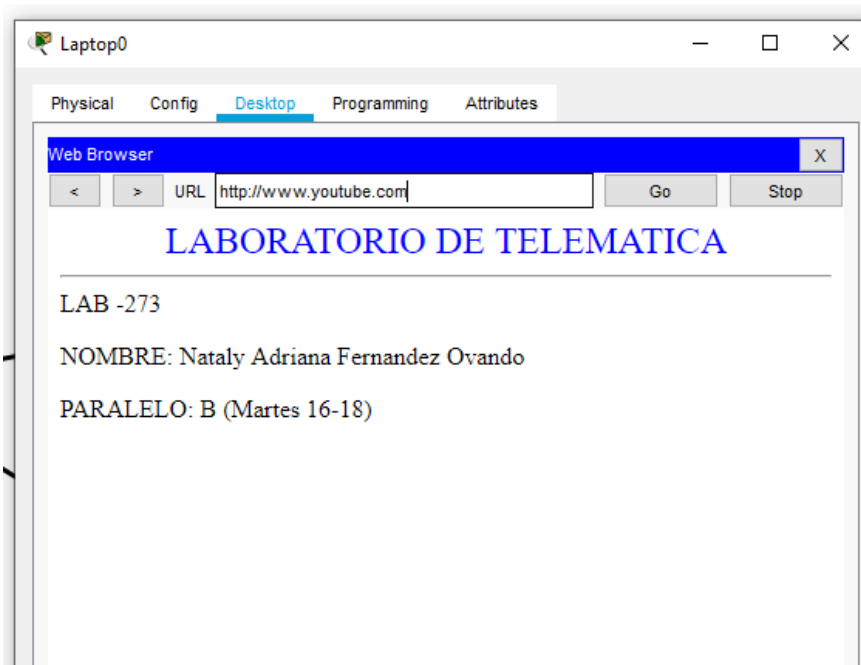 Laptop0
Physical Config Desktop Programming Attributes
Web Browser X
< > URL http://www.youtube.com Go Stop
LABORATORIO DE TELEMATICA
LAB -273
NOMBRE: Nataly Adriana Fernandez Ovando
PARALELO: B (Martes 16-18)